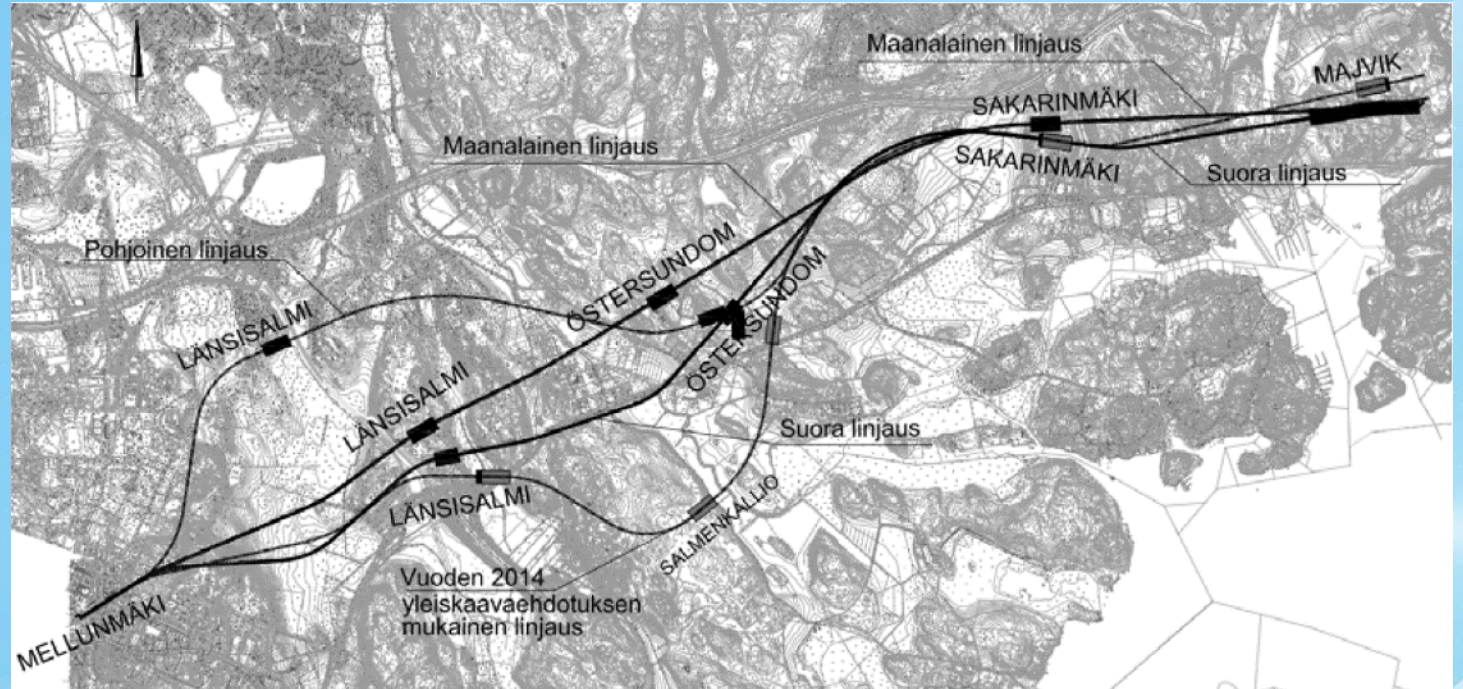 Maanalainen linjaus
MAJVIK
SAKARINMÄKI
Maanalainen linjaus
SAKARINMÄKI
Suora linjaus
Pohjoinen linjaus
ÖSTERSUNDOM
ÖSTERSUNDOM
LÄNSISALMI
LÄNSISALMI
Suora linjaus
LÄNSISALMI
SALMENKALLIO
Vuoden 2014
yleiskaavaehdotuksen
mukainen linjaus
MELLUNMÄKI